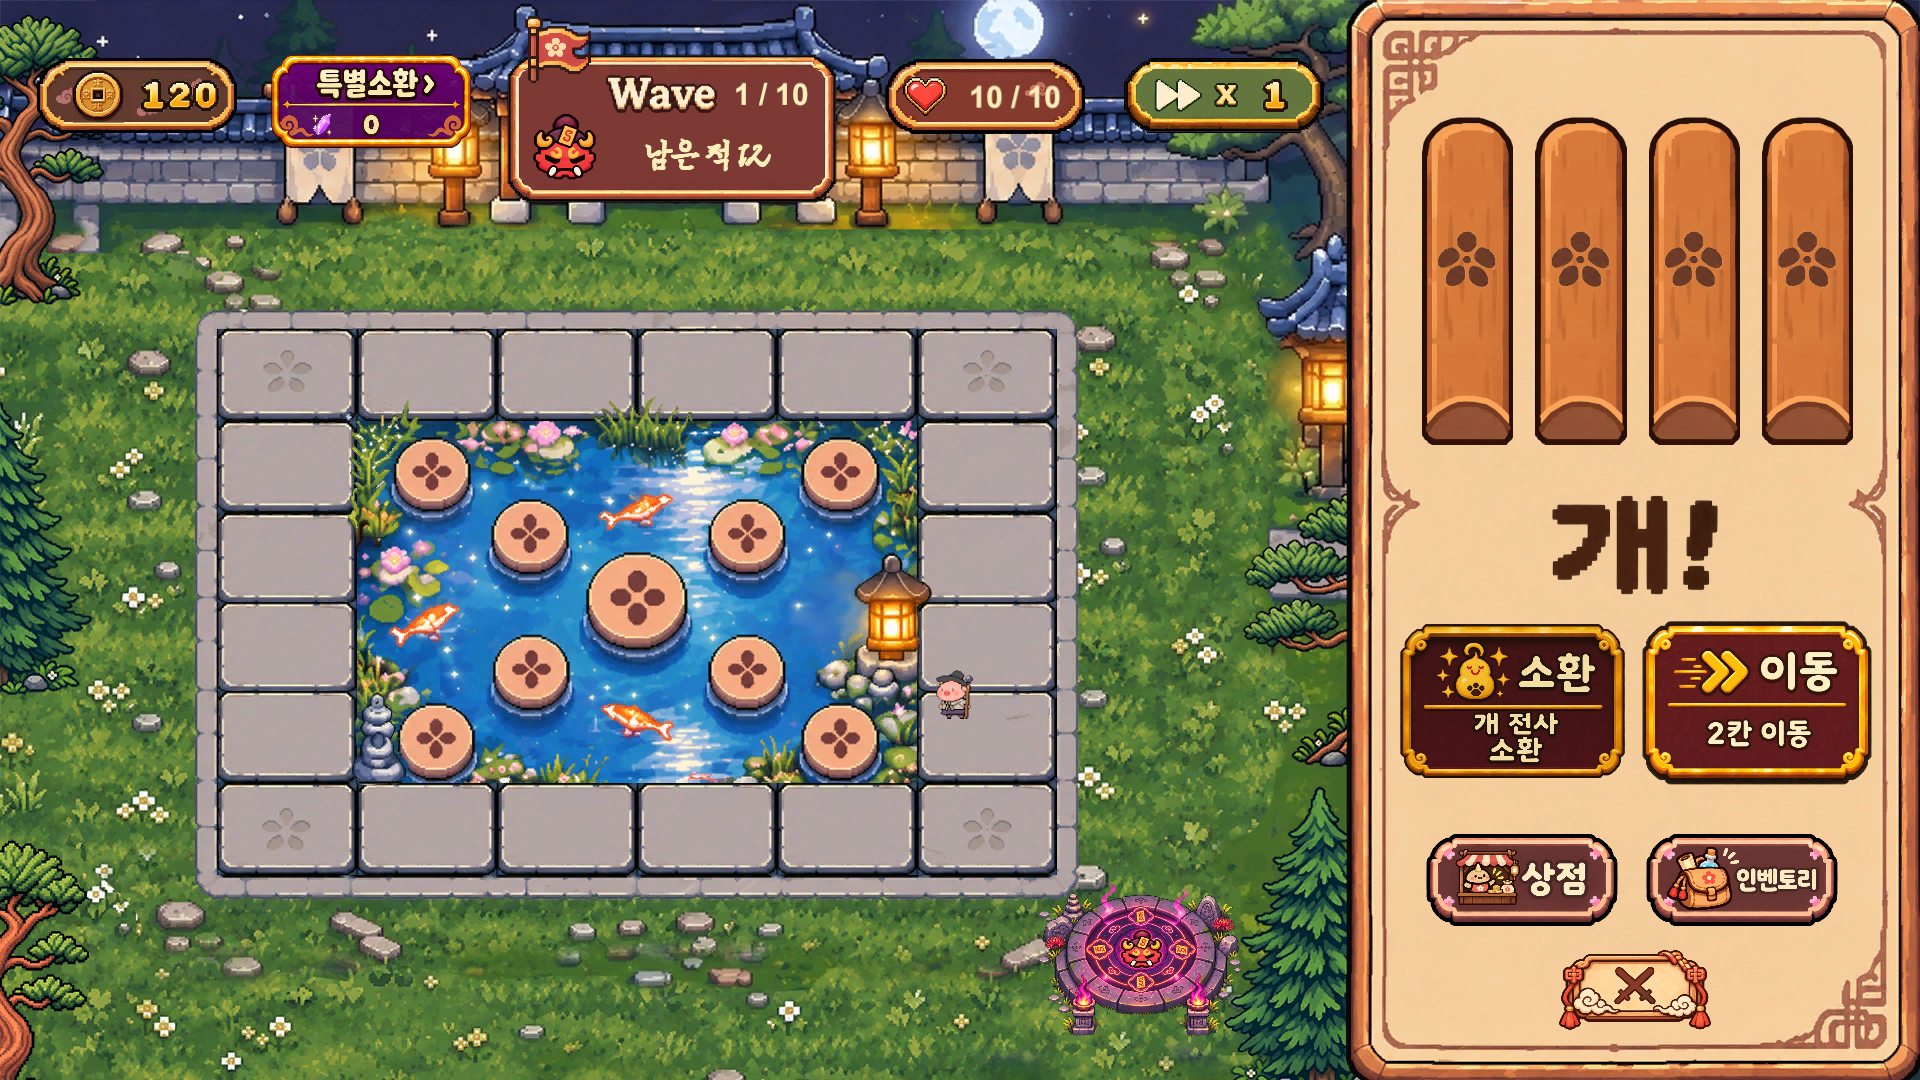 120
특별소환 >
0
Wave 1 / 10
남은적 12
10 / 10
x 1
개!
소환
개 전사
소환
이동
2칸 이동
상점
인벤토리